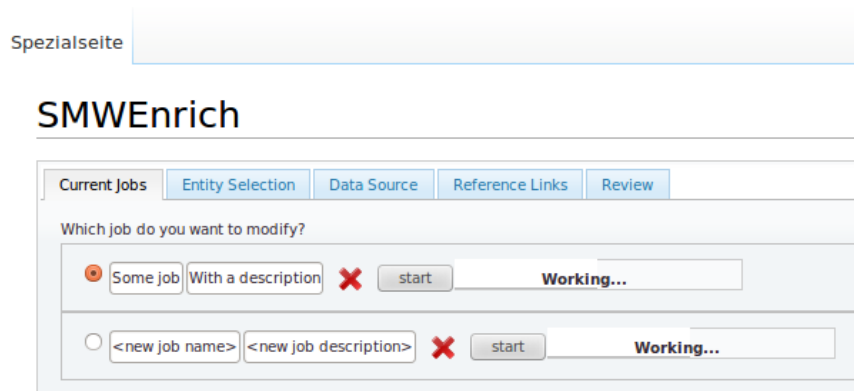 Spezialseite
SMWEnrich
Current Jobs Entity Selection Data Source Reference Links Review
Which job do you want to modify?
Some job With a description start Working...
<new job name> <new job description> start Working...